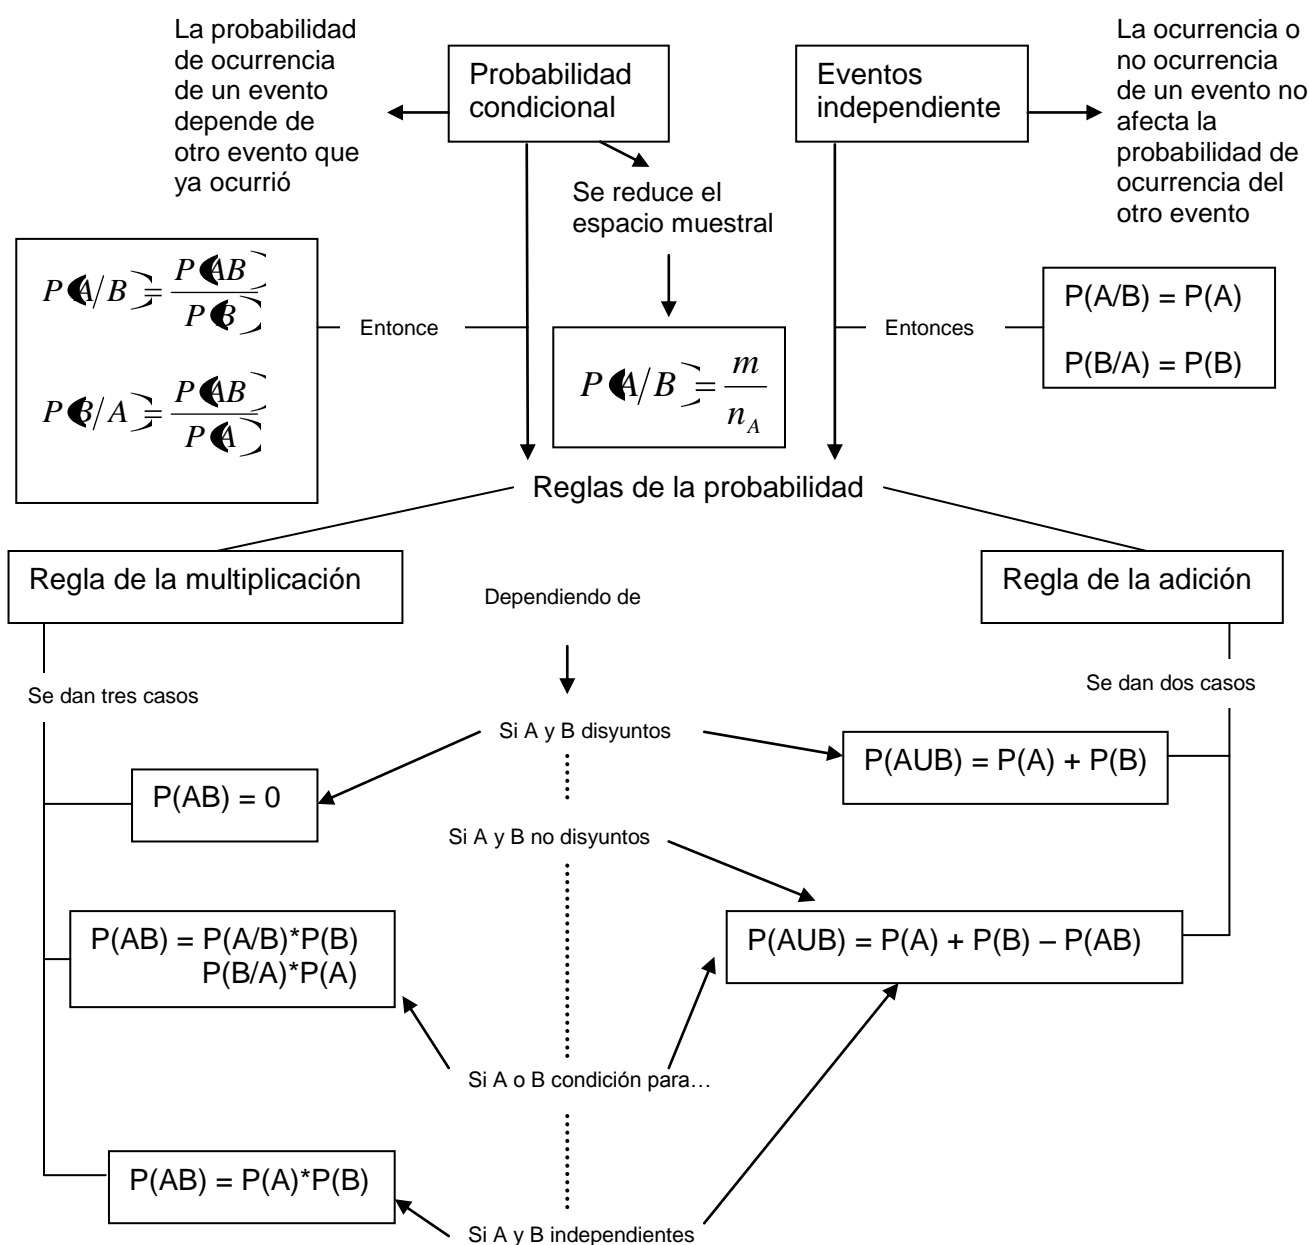 La probabilidad
de ocurrencia
de un evento
depende de
otro evento que
ya ocurrió
Probabilidad
condicional
Eventos
independiente
La ocurrencia o
no ocurrencia
de un evento no
afecta la
probabilidad de
ocurrencia del
otro evento
Se reduce el
espacio muestral
P(A/B) = P(AB) / P(B)
P(B/A) = P(AB) / P(A)
Entonce
P(A/B) = m / n_A
Entonces
P(A/B) = P(A)
P(B/A) = P(B)
Reglas de la probabilidad
Regla de la multiplicación
Dependiendo de
Regla de la adición
Se dan tres casos
Se dan dos casos
Si A y B disyuntos
P(AUB) = P(A) + P(B)
P(AB) = 0
Si A y B no disyuntos
P(AB) = P(A/B)*P(B)
P(B/A)*P(A)
P(AUB) = P(A) + P(B) – P(AB)
Si A o B condición para…
P(AB) = P(A)*P(B)
Si A y B independientes